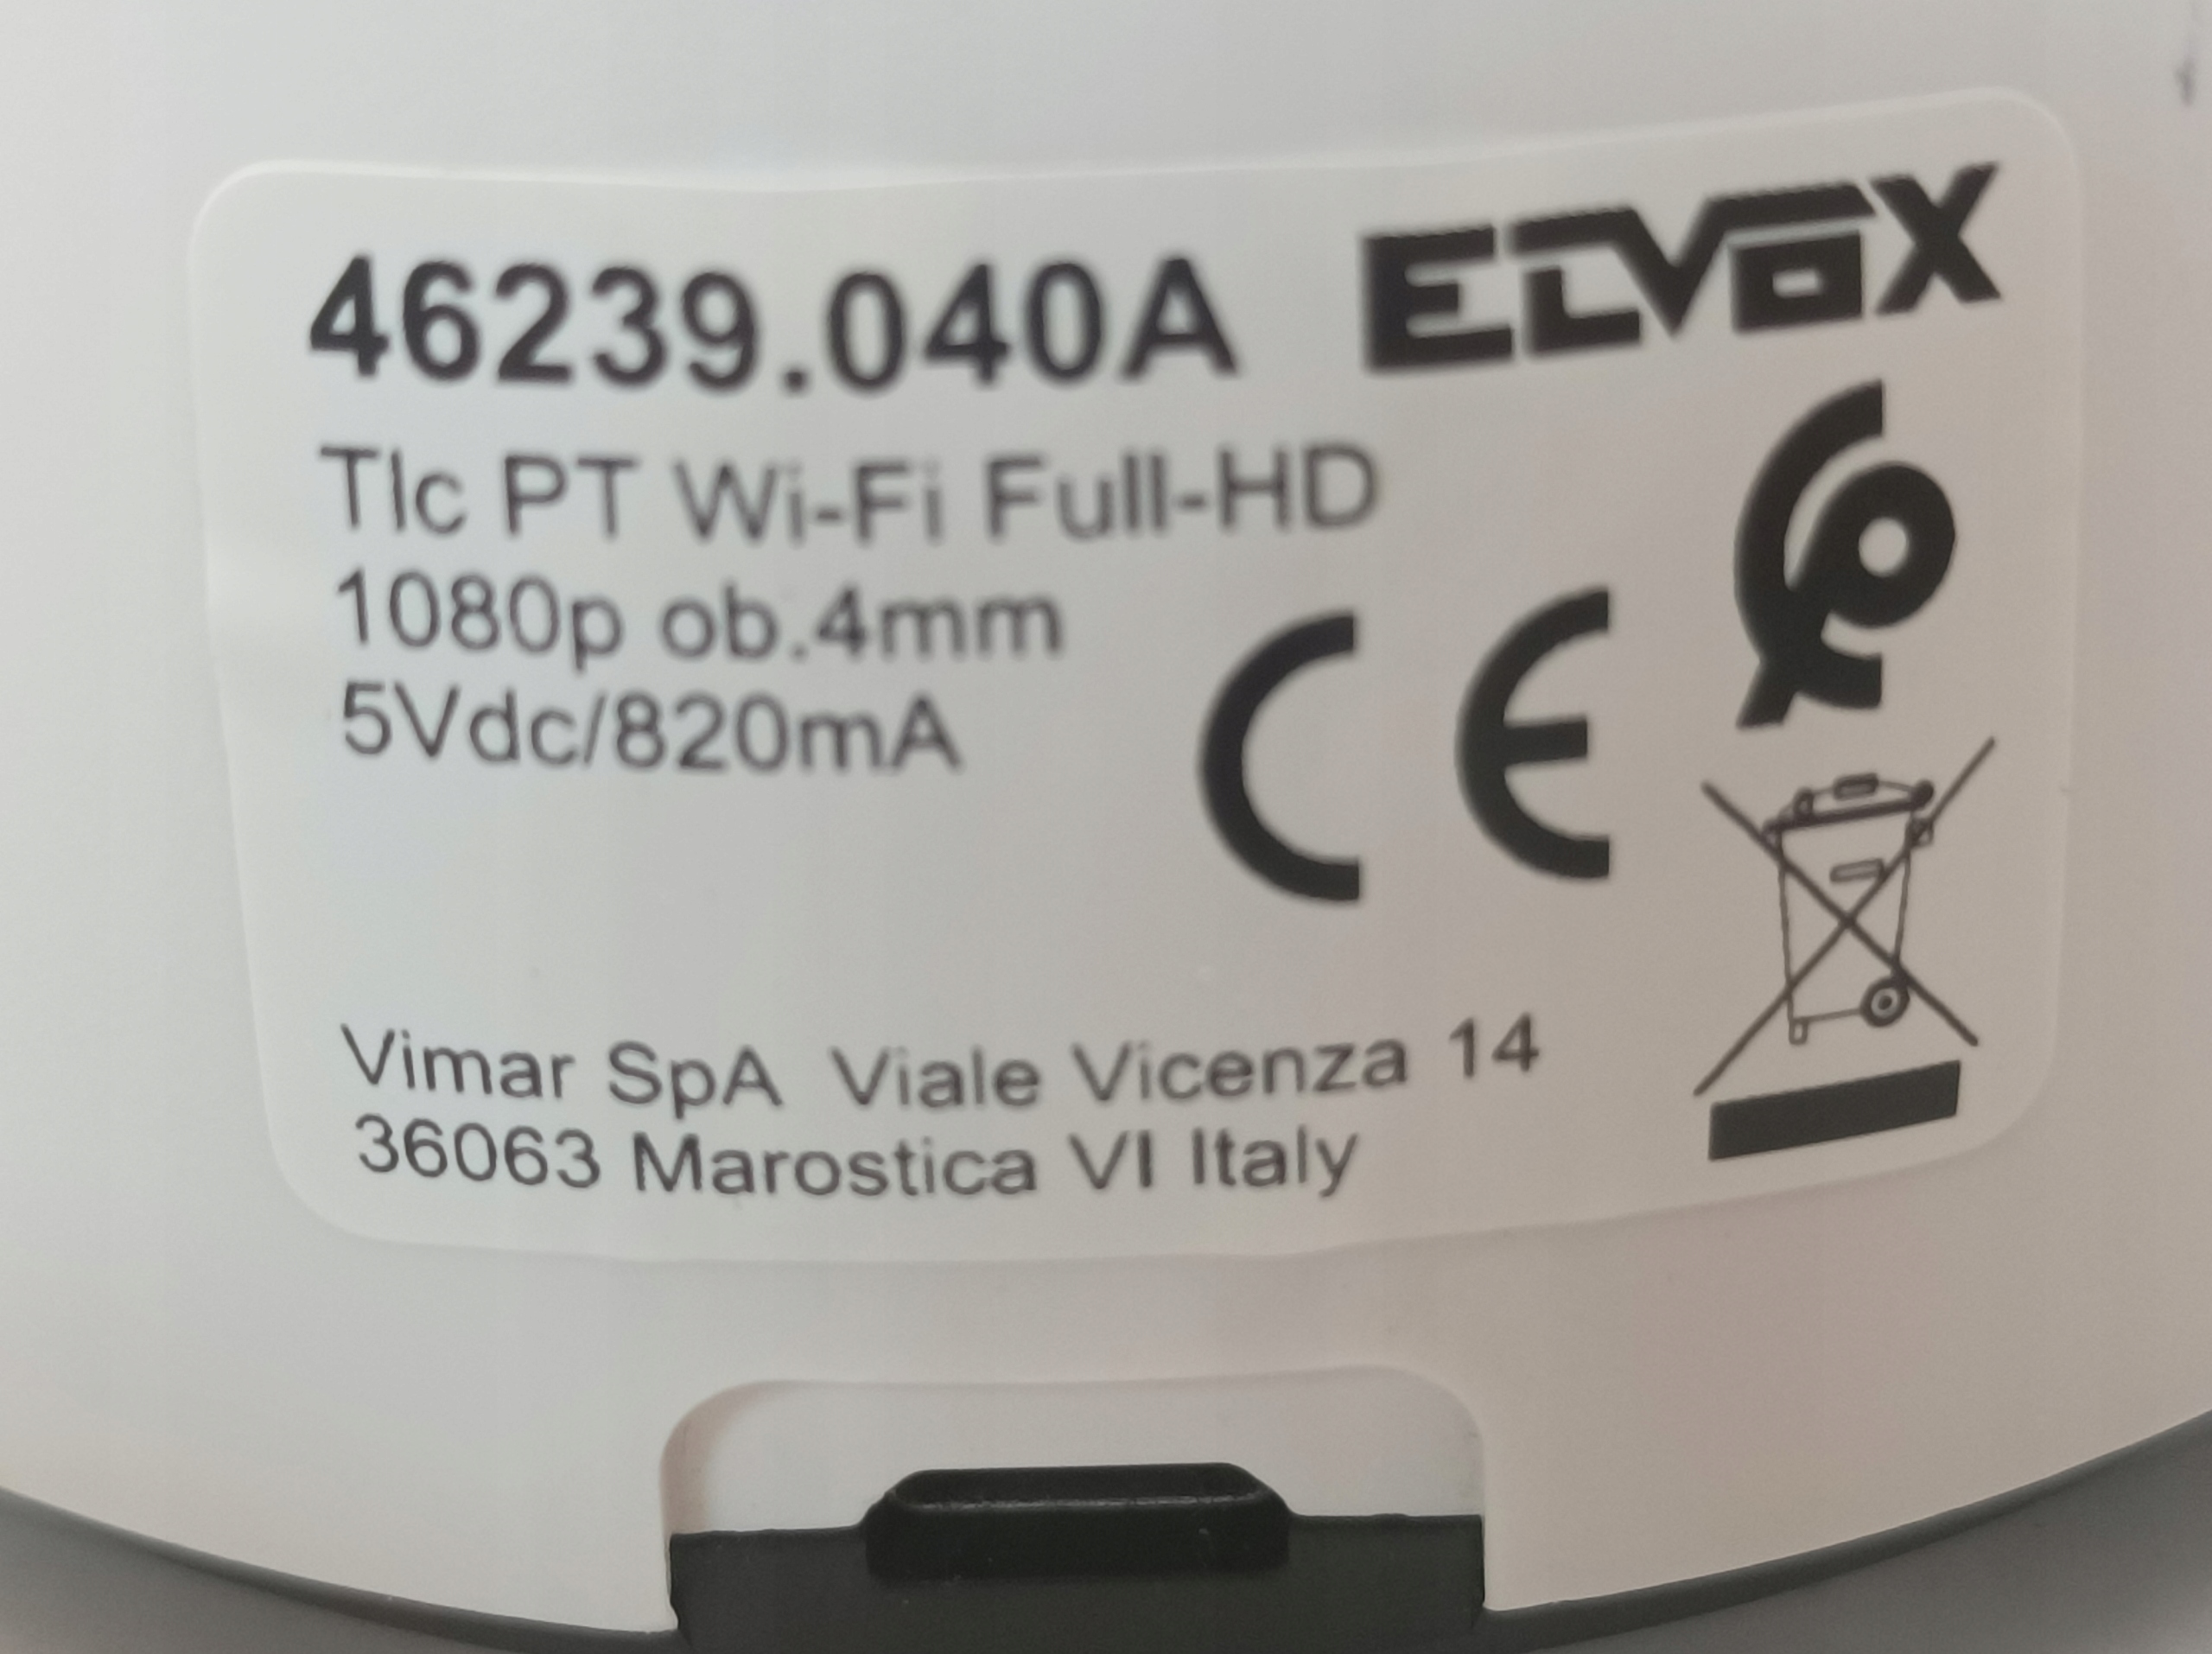 46239.040A ELVOX
Tlc PT Wi-Fi Full-HD
1080p ob.4mm
5Vdc/820mA
CE
Vimar SpA Viale Vicenza 14
36063 Marostica VI Italy